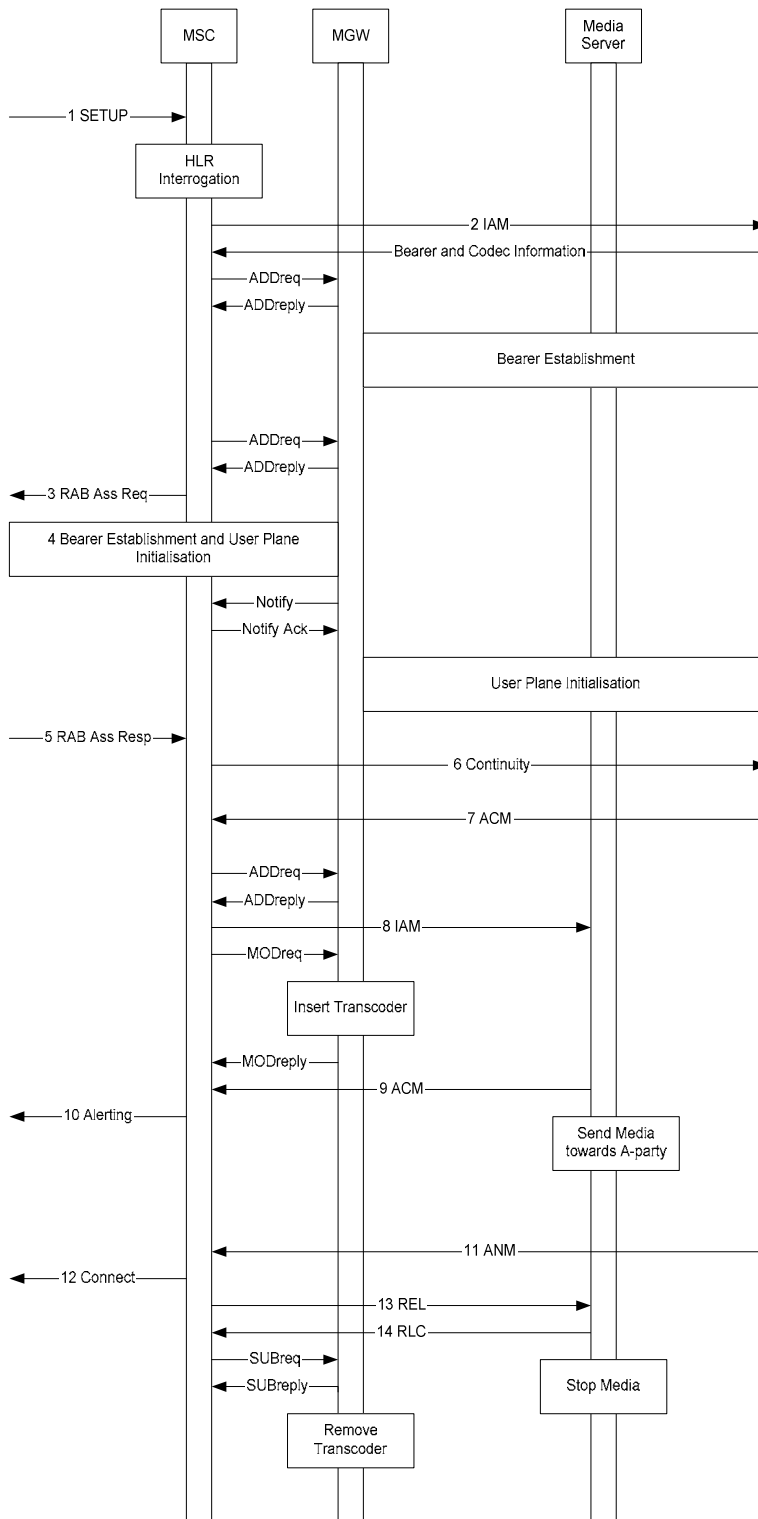 MSC
MGW
Media
Server
1 SETUP
HLR
Interrogation
2 IAM
Bearer and Codec Information
ADDreq
ADDreply
Bearer Establishment
ADDreq
ADDreply
3 RAB Ass Req
4 Bearer Establishment and User Plane
Initialisation
Notify
Notify Ack
User Plane Initialisation
5 RAB Ass Resp
6 Continuity
7 ACM
ADDreq
ADDreply
8 IAM
MODreq
Insert Transcoder
MODreply
9 ACM
10 Alerting
Send Media
towards A-party
11 ANM
12 Connect
13 REL
14 RLC
SUBreq
SUBreply
Stop Media
Remove
Transcoder